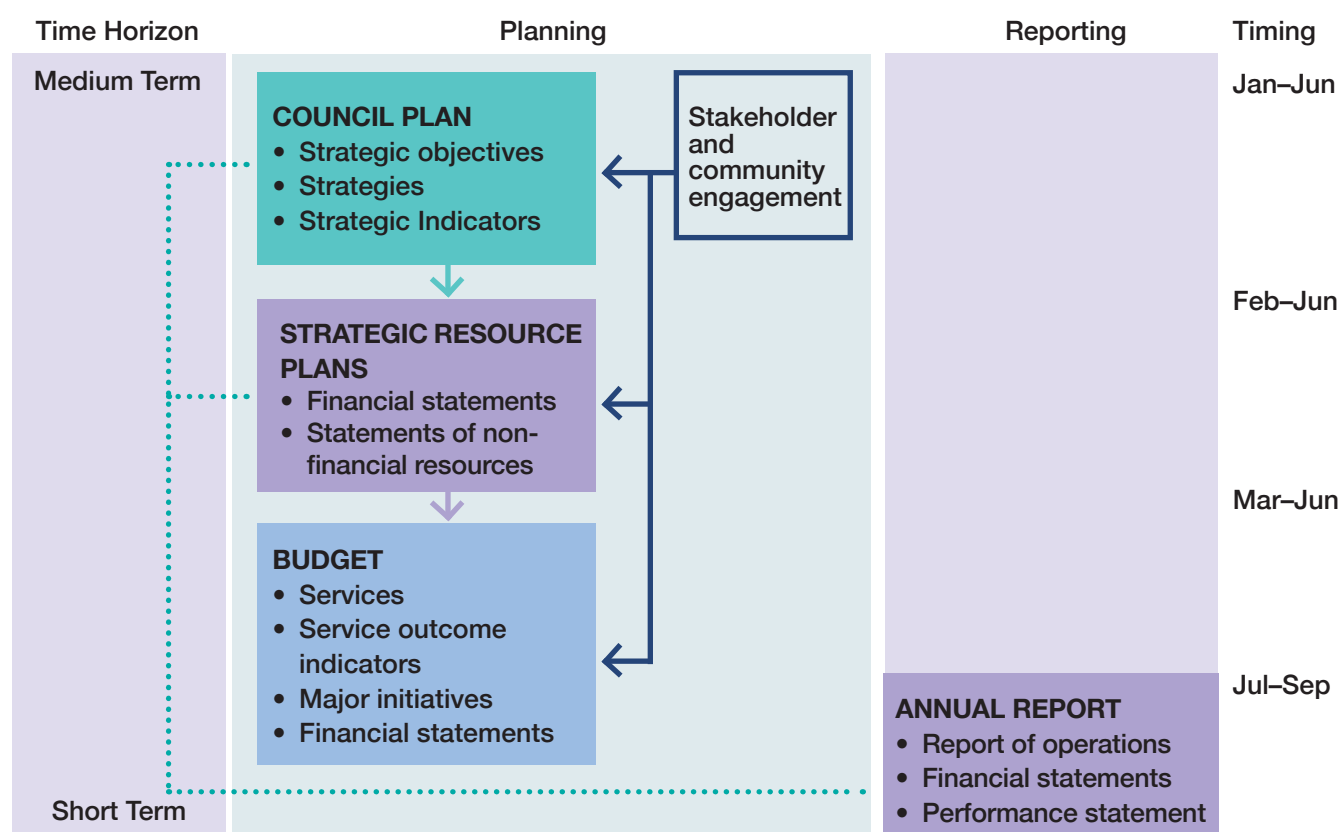 Time Horizon
Planning
Reporting
Timing
Medium Term
Jan–Jun
COUNCIL PLAN
• Strategic objectives
• Strategies
• Strategic Indicators
Stakeholder
and
community
engagement
Feb–Jun
STRATEGIC RESOURCE
PLANS
• Financial statements
• Statements of non-
financial resources
Mar–Jun
BUDGET
• Services
• Service outcome
indicators
• Major initiatives
• Financial statements
Jul–Sep
ANNUAL REPORT
• Report of operations
• Financial statements
• Performance statement
Short Term